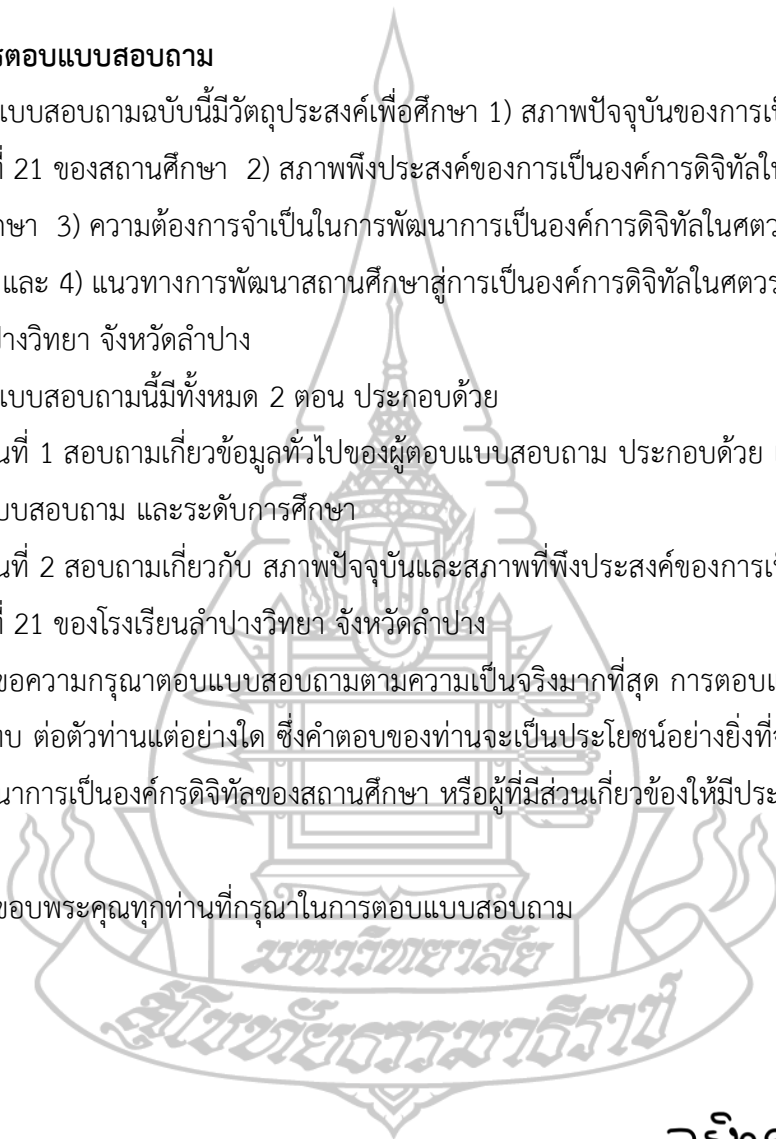 รตอบแบบสอบถาม
แบบสอบถามฉบับนี้มีวัตถุประสงค์เพื่อศึกษา 1) สภาพปัจจุบันของการเป็
ที่ 21 ของสถานศึกษา 2) สภาพพึงประสงค์ของการเป็นองค์การดิจิทัลใน
กษา 3) ความต้องการจำเป็นในการพัฒนาการเป็นองค์การดิจิทัลในศตว
และ 4) แนวทางการพัฒนาสถานศึกษาสู่การเป็นองค์การดิจิทัลในศตวร
ปางวิทยา จังหวัดลำปาง
แบบสอบถามนี้มีทั้งหมด 2 ตอน ประกอบด้วย
นที่ 1 สอบถามเกี่ยวข้อมูลทั่วไปของผู้ตอบแบบสอบถาม ประกอบด้วย
บบสอบถาม และระดับการศึกษา
นที่ 2 สอบถามเกี่ยวกับ สภาพปัจจุบันและสภาพที่พึงประสงค์ของการเป็
ที่ 21 ของโรงเรียนลำปางวิทยา จังหวัดลำปาง
ขอความกรุณาตอบแบบสอบถามตามความเป็นจริงมากที่สุด การตอบแ
ทบ ต่อตัวท่านแต่อย่างใด ซึ่งคำตอบของท่านจะเป็นประโยชน์อย่างยิ่งที่จ
นาการเป็นองค์กรดิจิทัลของสถานศึกษา หรือผู้ที่มีส่วนเกี่ยวข้องให้มีประ
ขอบพระคุณทุกท่านที่กรุณาในการตอบแบบสอบถาม
มหาวิทยาลัย
สุโขทัยธรรมาธิราช